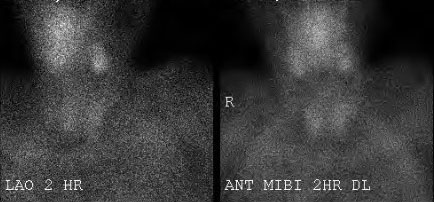 R
LAO 2 HR
ANT MIBI 2HR DL